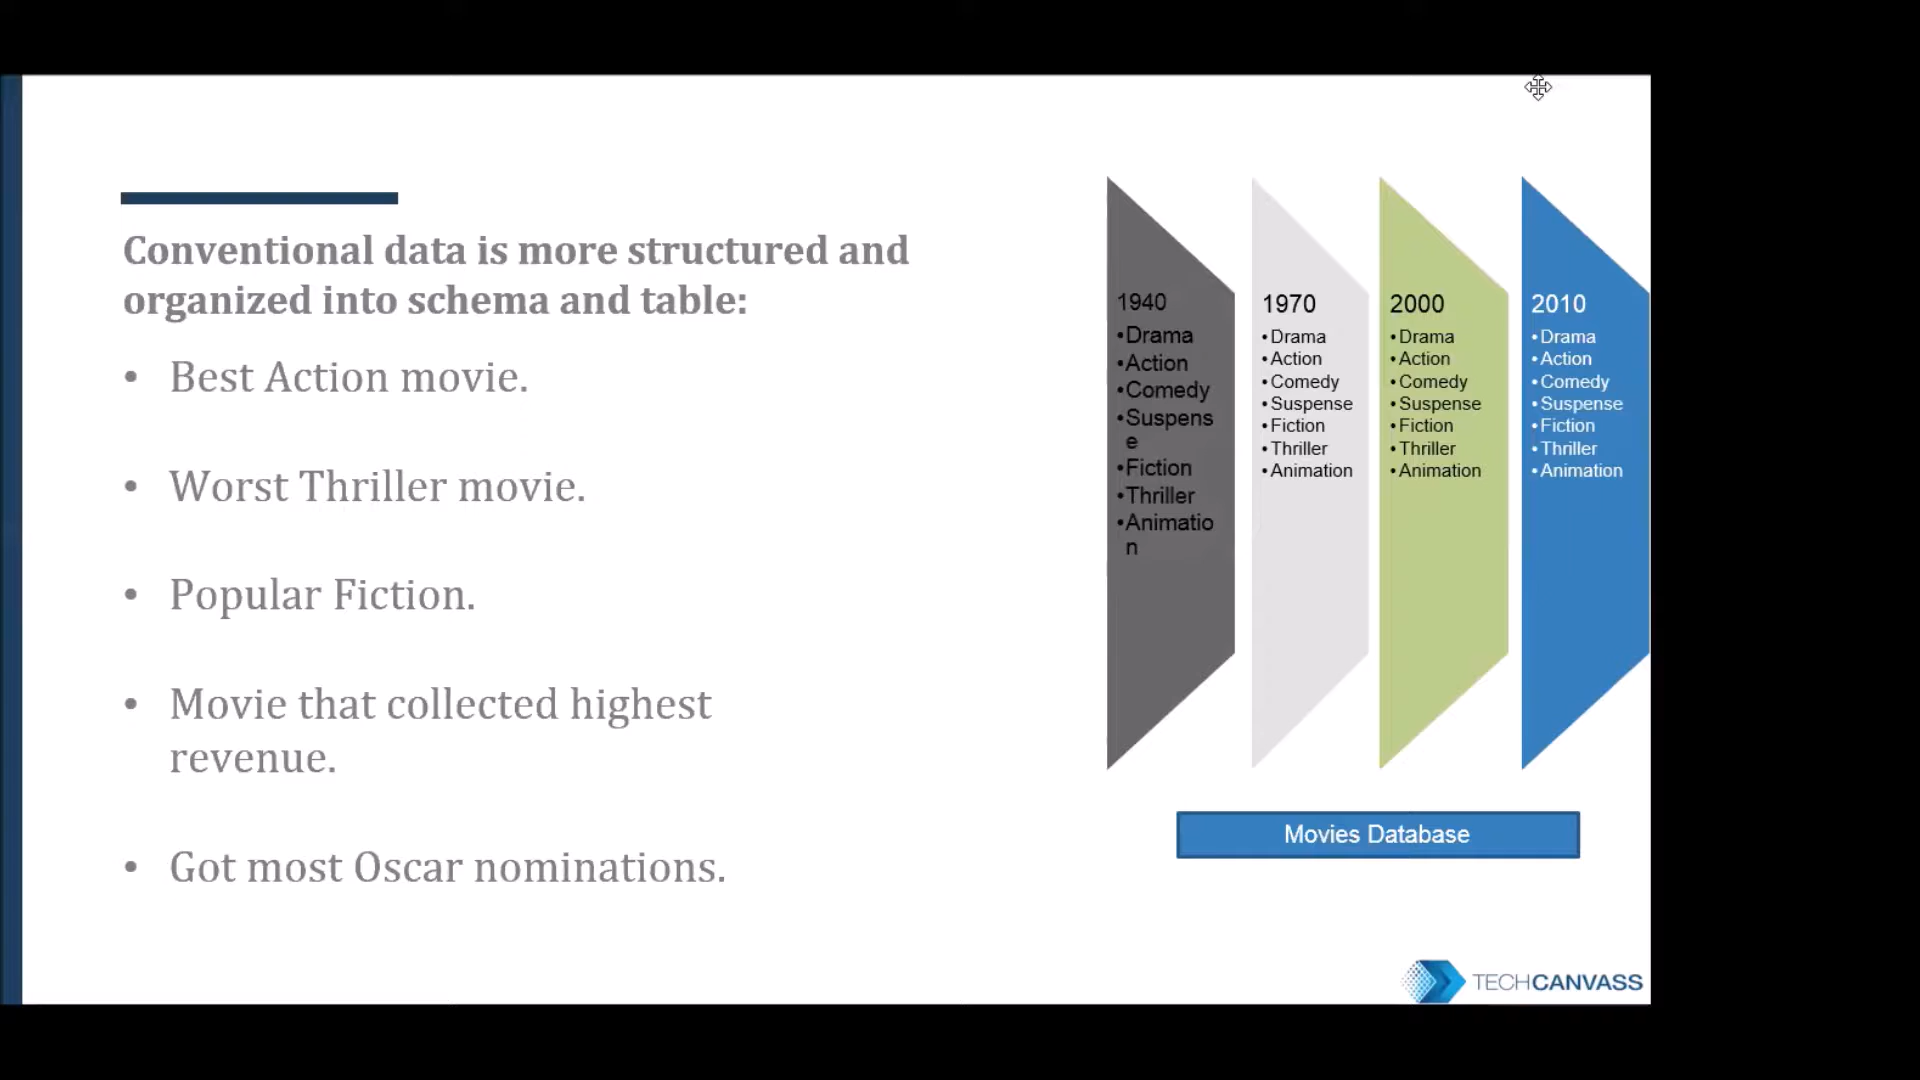 Conventional data is more structured and
organized into schema and table:
• Best Action movie.
• Worst Thriller movie.
• Popular Fiction.
• Movie that collected highest
revenue.
• Got most Oscar nominations.
1940
•Drama
•Action
•Comedy
•Suspens
e
•Fiction
•Thriller
•Animatio
n
1970
•Drama
•Action
•Comedy
•Suspense
•Fiction
•Thriller
•Animation
2000
•Drama
•Action
•Comedy
•Suspense
•Fiction
•Thriller
•Animation
2010
•Drama
•Action
•Comedy
•Suspense
•Fiction
•Thriller
•Animation
Movies Database
TECHCANVASS